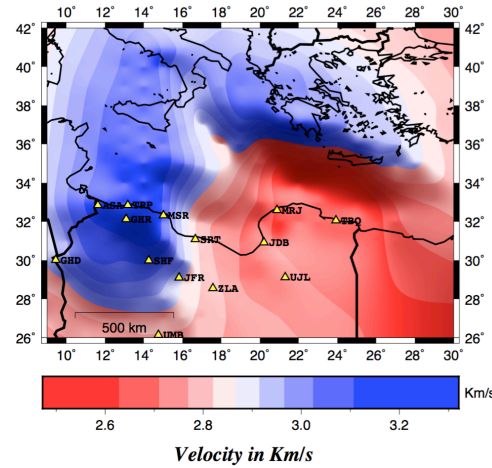 10° 12° 14° 16° 18° 20° 22° 24° 26° 28° 30°
42° 42°
40° 40°
38° 38°
36° 36°
34° 34°
ASA TRP MRJ
GHR MSR TBQ
32° 32°
SRT JDB
30° GHD SHF 30°
JFR UJL
ZLA
28° 28°
500 km
UMB
26° 26°
10° 12° 14° 16° 18° 20° 22° 24° 26° 28° 30°
Km/s
2.6 2.8 3.0 3.2
Velocity in Km/s